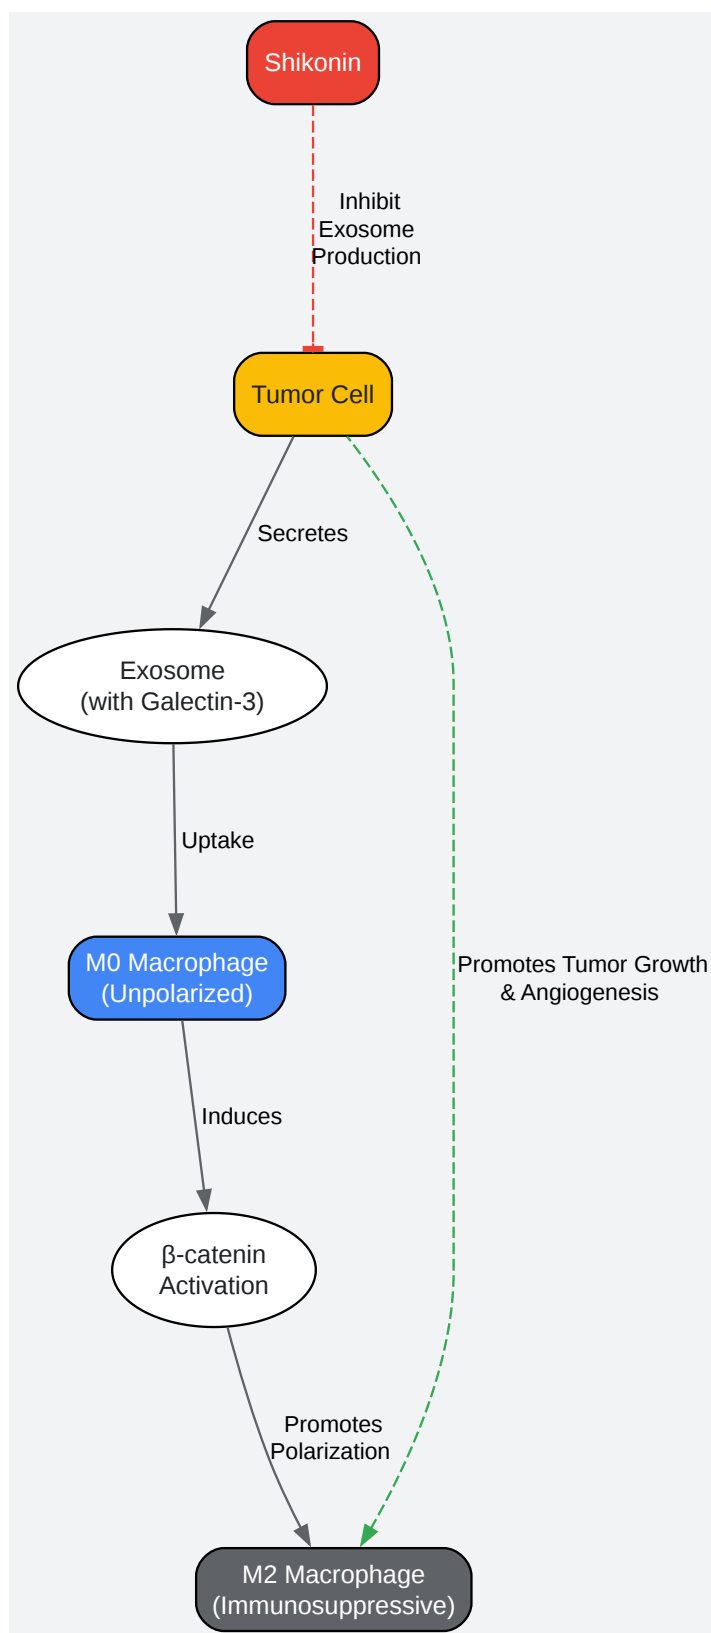 Shikonin
Inhibit
Exosome
Production
Tumor Cell
Secretes
Exosome
(with Galectin-3)
Uptake
M0 Macrophage
(Unpolarized)
Promotes Tumor Growth
& Angiogenesis
Induces
β-catenin
Activation
Promotes
Polarization
M2 Macrophage
(Immunosuppressive)